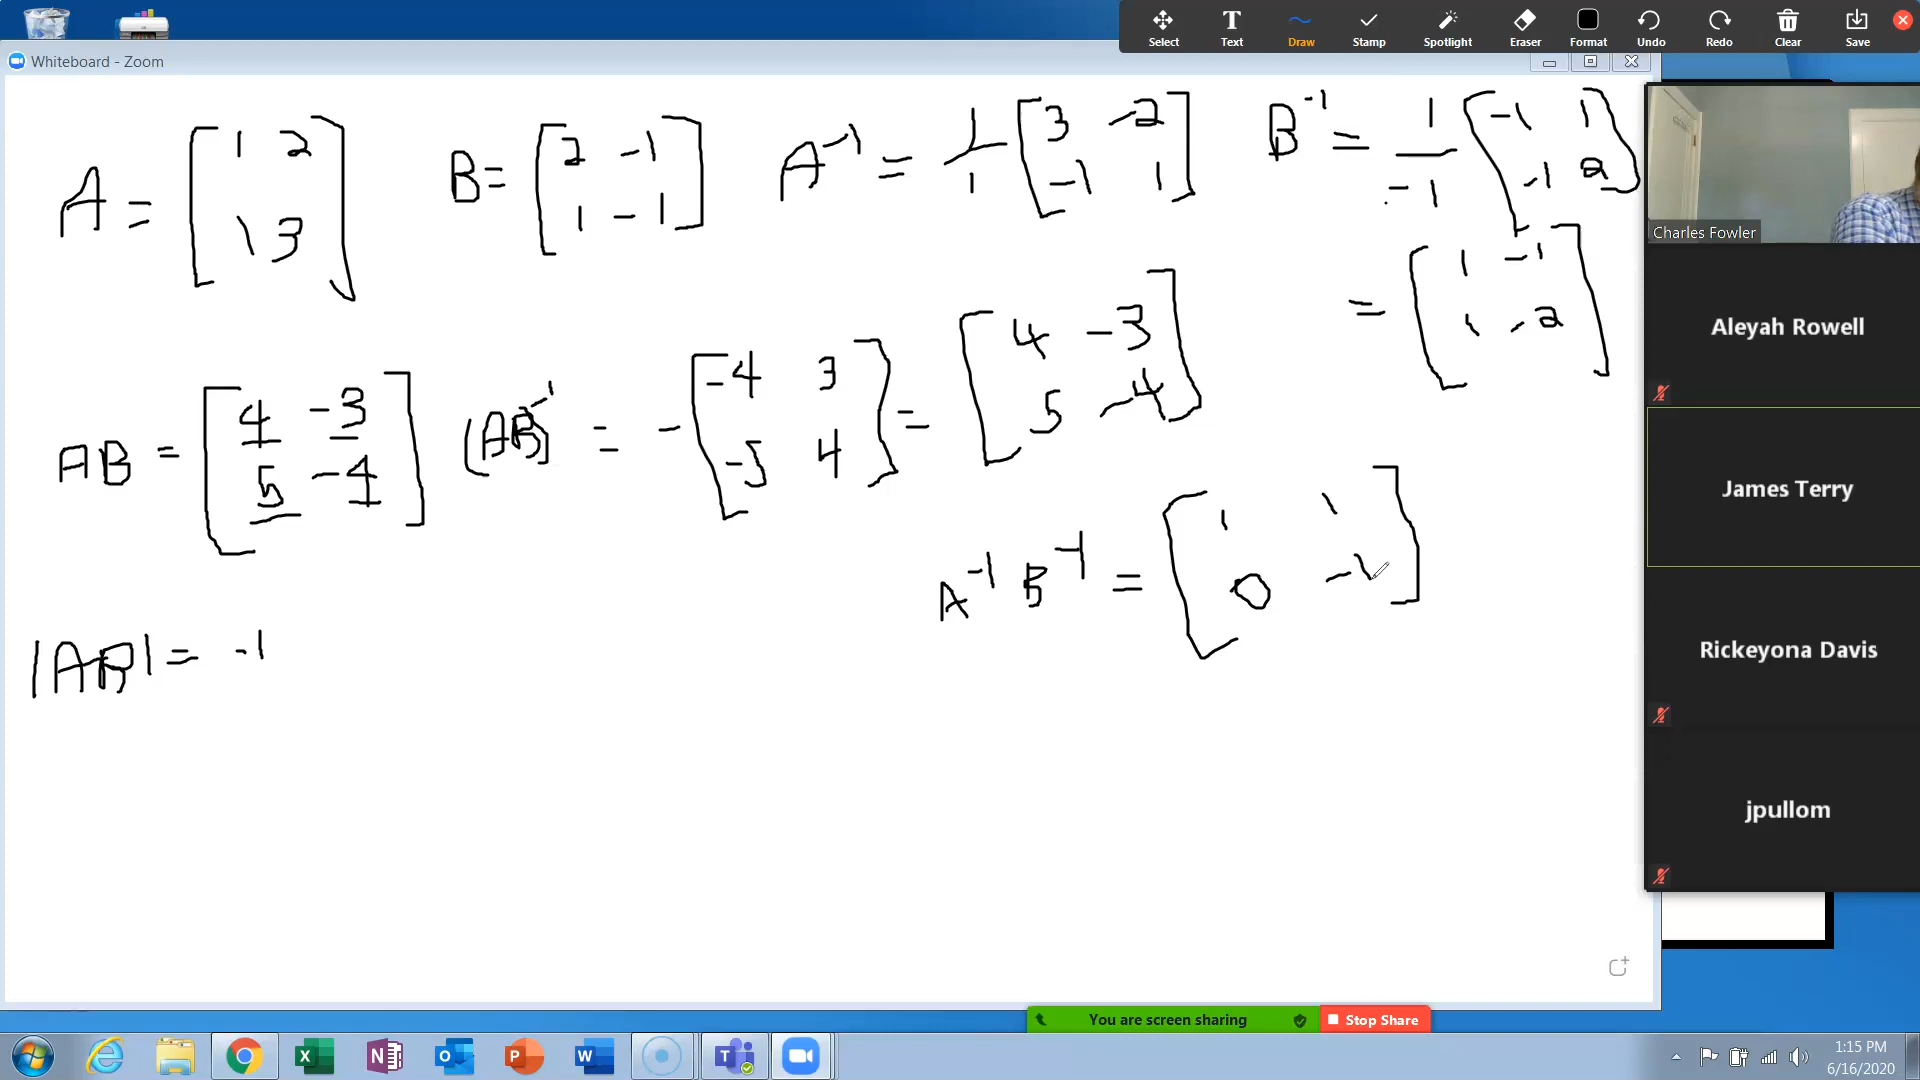 Select Text Draw Stamp Spotlight Eraser Format Undo Redo Clear Save
Whiteboard - Zoom
A = [1 2
1 3]
B = [2 -1
1 -1]
A⁻¹ = 1/1 [3 -2
-1 1]
B⁻¹ = 1/-1 [-1 1
-1 2]
= [1 -1
1 -2]
AB = [4 -3
5 -4]
(AB)⁻¹ = - [-4 3
-5 4] = [4 -3
5 -4]
A⁻¹ B⁻¹ = [1 1
0 -1]
|AB| = -1
Charles Fowler
Aleyah Rowell
James Terry
Rickeyona Davis
jpullom
You are screen sharing
Stop Share
1:15 PM
6/16/2020